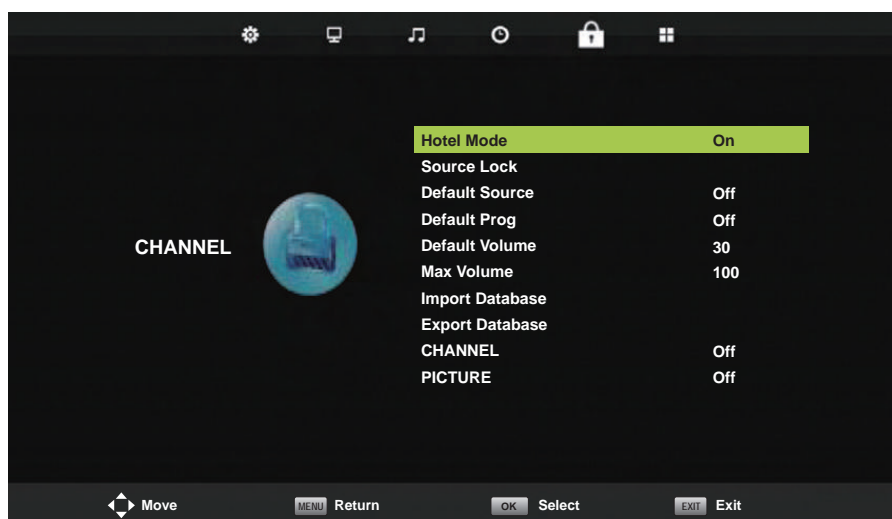 Hotel Mode On
Source Lock
Default Source Off
Default Prog Off
CHANNEL
Default Volume 30
Max Volume 100
Import Database
Export Database
CHANNEL Off
PICTURE Off
Move MENU Return OK Select EXIT Exit